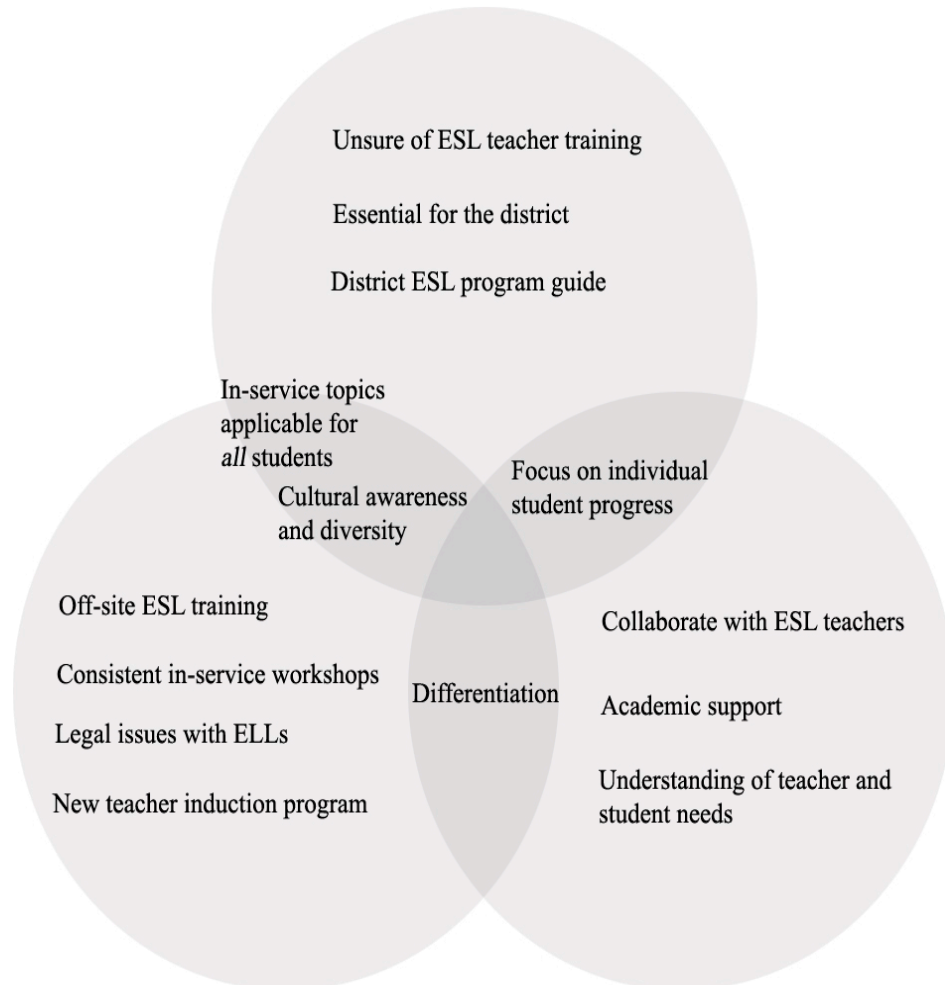 Unsure of ESL teacher training
Essential for the district
District ESL program guide
In-service topics
applicable for
all students
Cultural awareness
and diversity
Focus on individual
student progress
Off-site ESL training
Consistent in-service workshops
Legal issues with ELLs
New teacher induction program
Differentiation
Collaborate with ESL teachers
Academic support
Understanding of teacher and
student needs